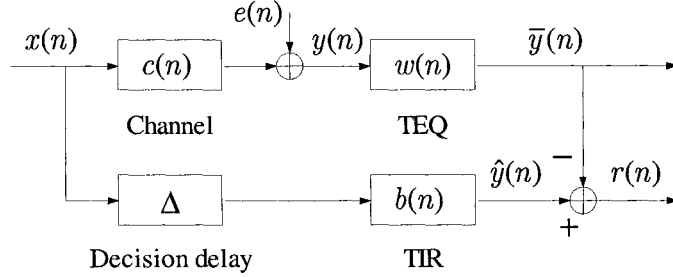 x(n) c(n) e(n) y(n) w(n) ȳ(n)
Channel TEQ
Δ b(n) ŷ(n) − + r(n)
Decision delay TIR